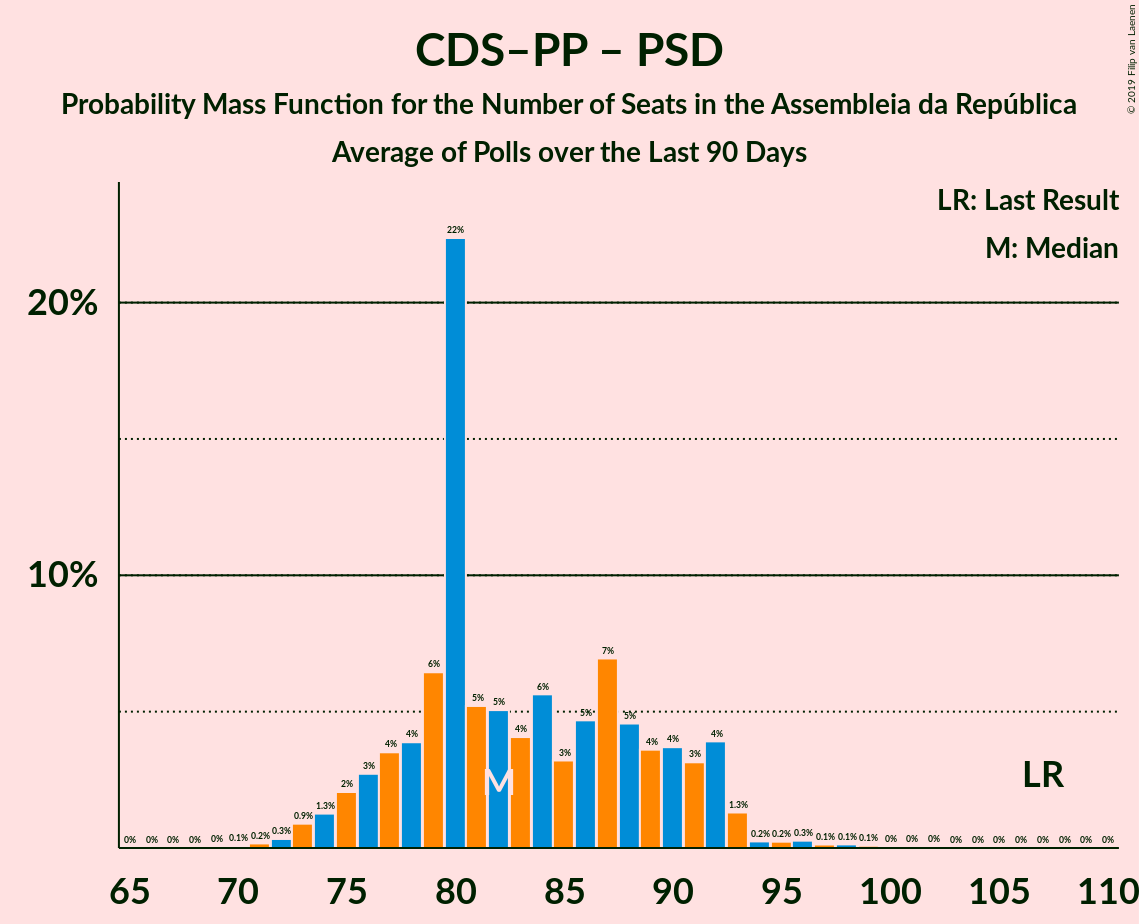 CDS–PP – PSD
Probability Mass Function for the Number of Seats in the Assembleia da República
Average of Polls over the Last 90 Days
© 2019 Filip van Laenen
LR: Last Result
M: Median
22%
20%
10%
7%
6% 5% 5% 6% 5% 5%
4% 4% 4% 3% 4% 4% 3% 4%
3% 2% 1.3% 0.9% 1.3%
M
LR
0% 0% 0% 0% 0% 0.1% 0.2% 0.3% 0.2% 0.2% 0.3% 0.1% 0.1% 0.1% 0% 0% 0% 0% 0% 0% 0% 0% 0% 0% 0%
65 70 75 80 85 90 95 100 105 110